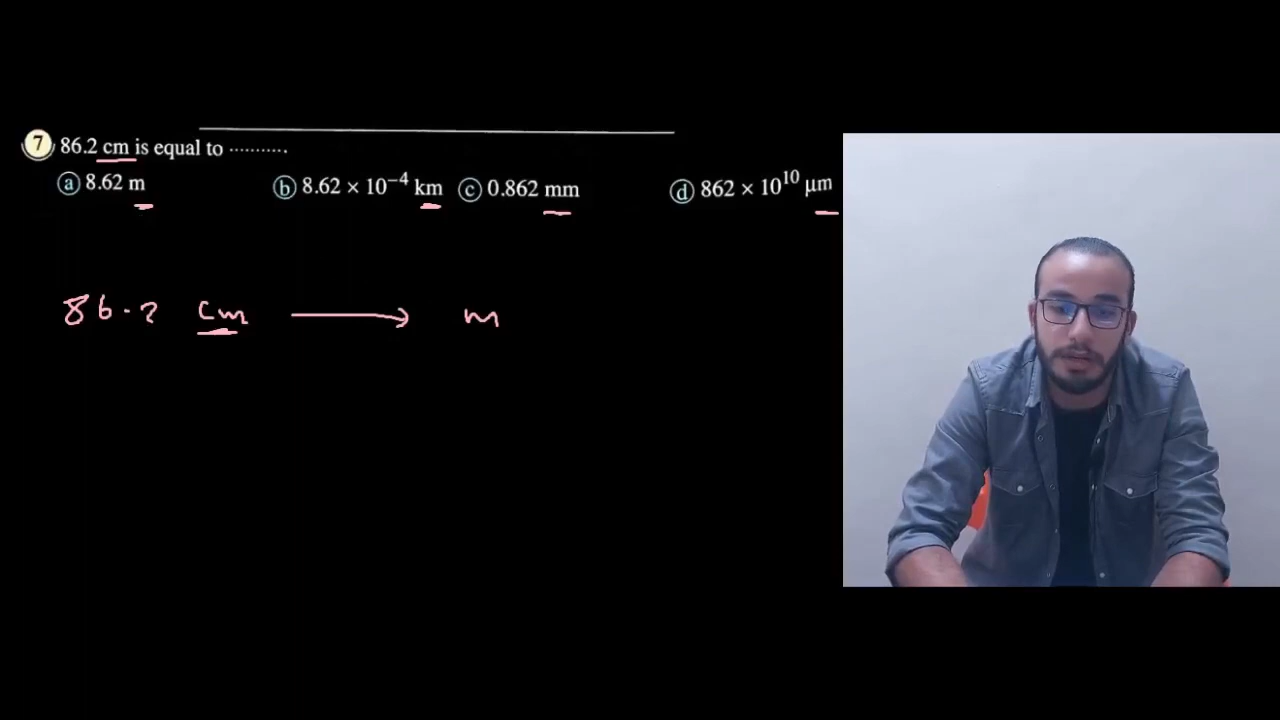 7 86.2 cm is equal to ..........
a 8.62 m b 8.62 × 10⁻⁴ km c 0.862 mm d 862 × 10¹⁰ μm
86.2 cm ⟶ m